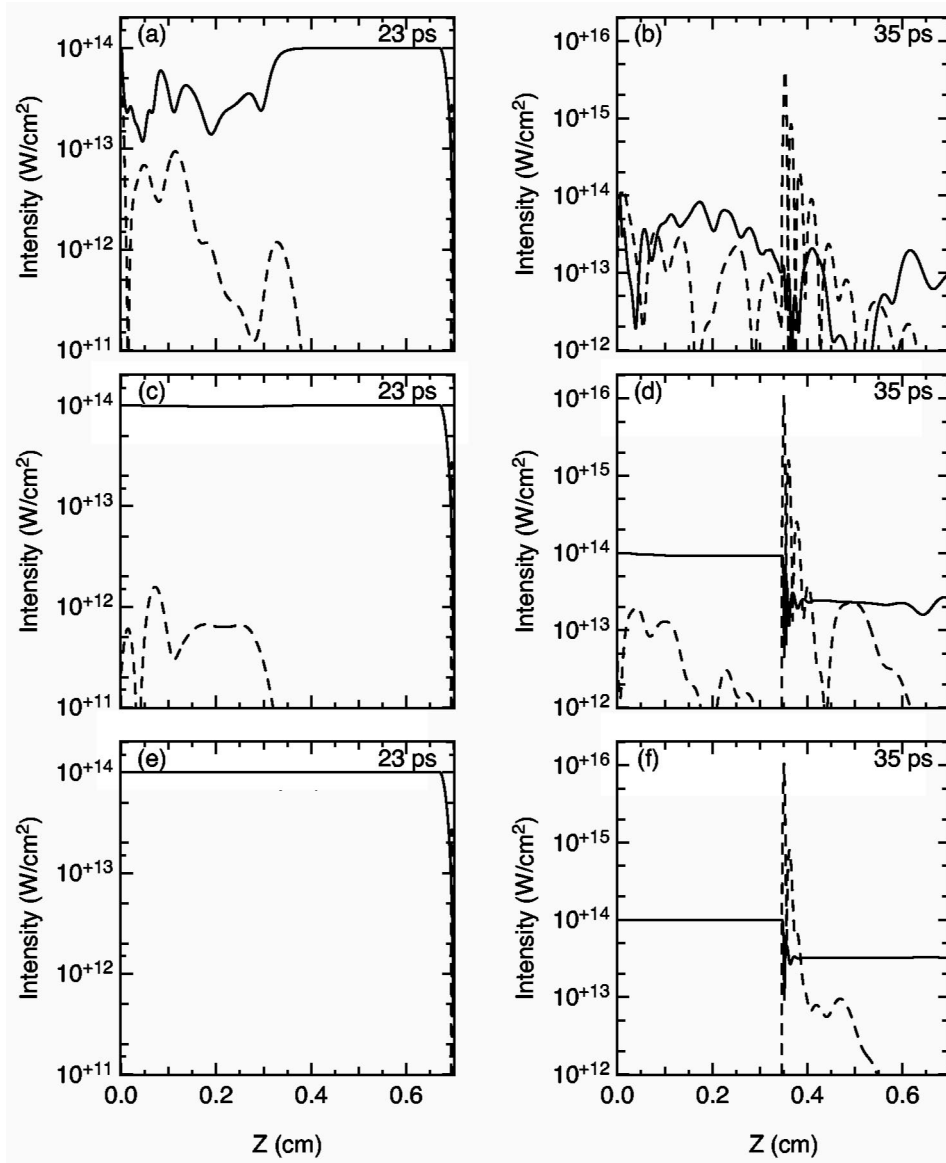 (a) 23 ps
10⁺¹⁴
10⁺¹³
10⁺¹²
10⁺¹¹
Intensity (W/cm²)
(b) 35 ps
10⁺¹⁶
10⁺¹⁵
10⁺¹⁴
10⁺¹³
10⁺¹²
Intensity (W/cm²)
(c) 23 ps
10⁺¹⁴
10⁺¹³
10⁺¹²
10⁺¹¹
Intensity (W/cm²)
(d) 35 ps
10⁺¹⁶
10⁺¹⁵
10⁺¹⁴
10⁺¹³
10⁺¹²
Intensity (W/cm²)
(e) 23 ps
10⁺¹⁴
10⁺¹³
10⁺¹²
10⁺¹¹
Intensity (W/cm²)
0.0 0.2 0.4 0.6
Z (cm)
(f) 35 ps
10⁺¹⁶
10⁺¹⁵
10⁺¹⁴
10⁺¹³
10⁺¹²
Intensity (W/cm²)
0.0 0.2 0.4 0.6
Z (cm)